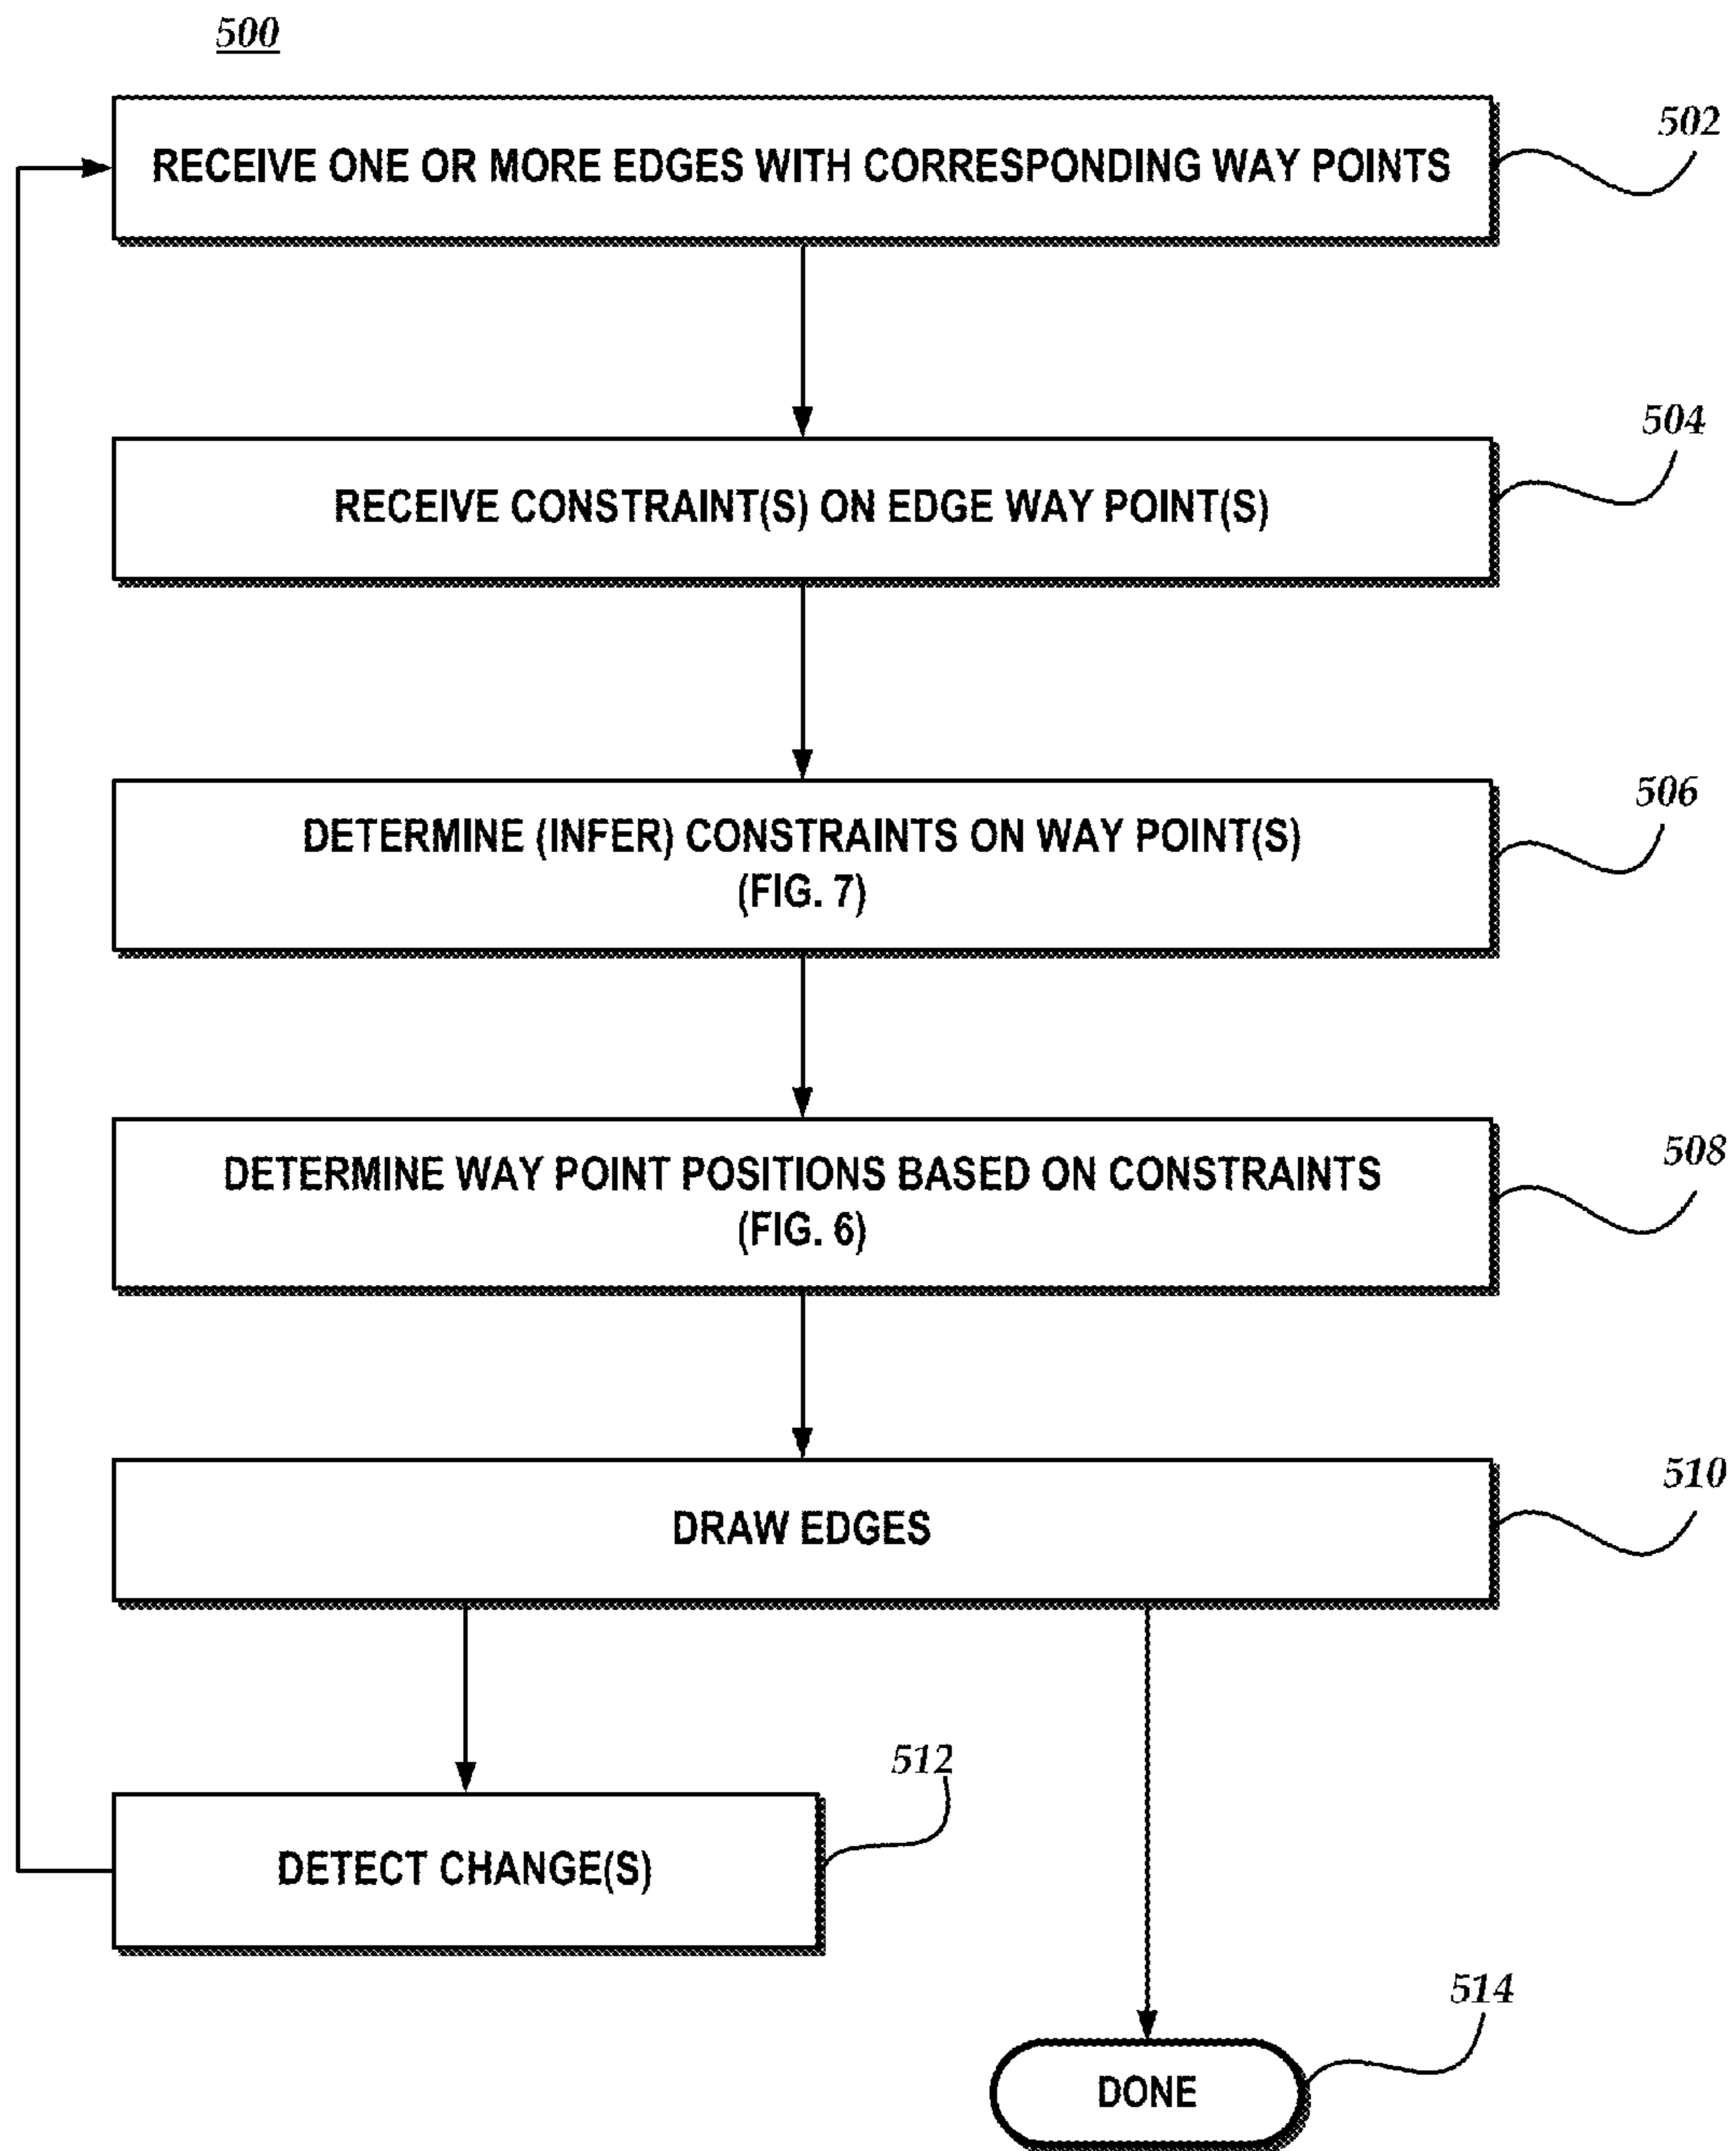 500
RECEIVE ONE OR MORE EDGES WITH CORRESPONDING WAY POINTS
502
RECEIVE CONSTRAINT(S) ON EDGE WAY POINT(S)
504
DETERMINE (INFER) CONSTRAINTS ON WAY POINT(S)
(FIG. 7)
506
DETERMINE WAY POINT POSITIONS BASED ON CONSTRAINTS
(FIG. 6)
508
DRAW EDGES
510
DETECT CHANGE(S)
512
DONE
514